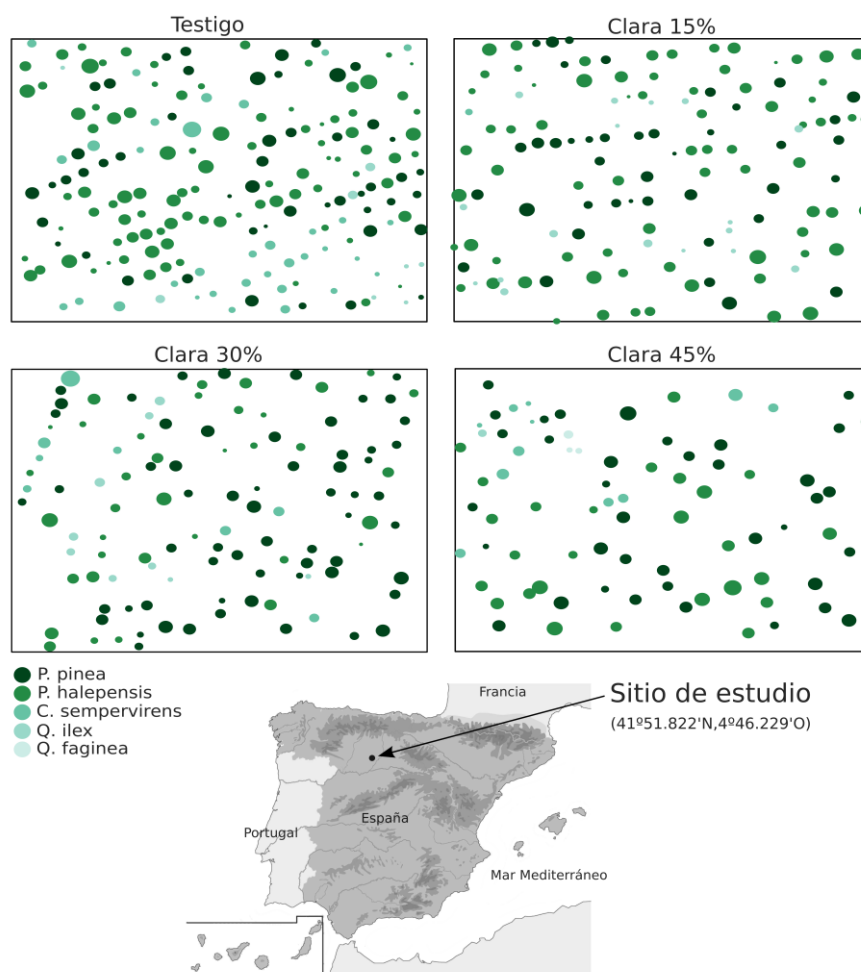 Testigo
Clara 15%
Clara 30%
Clara 45%
P. pinea
P. halepensis
C. sempervirens
Q. ilex
Q. faginea
Francia
Sitio de estudio
(41º51.822'N,4º46.229'O)
Portugal
España
Mar Mediterráneo